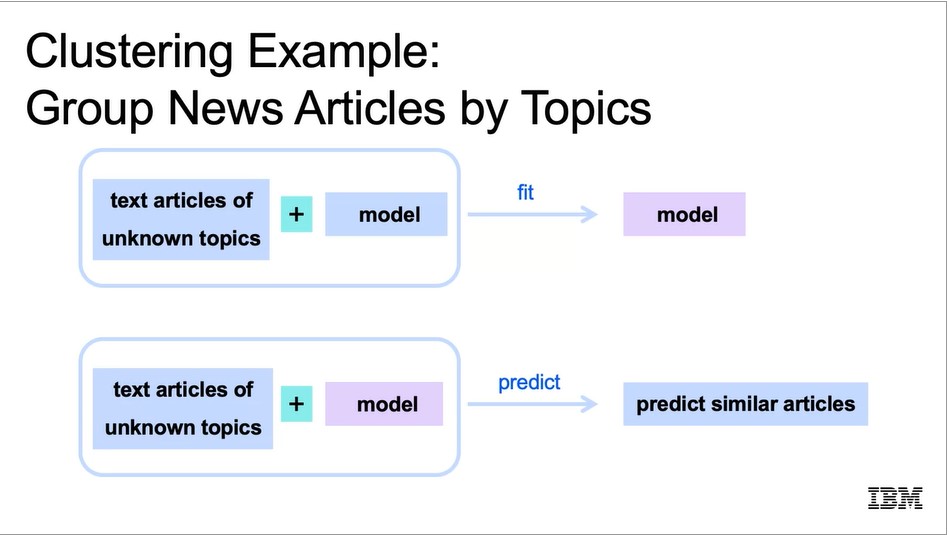 Clustering Example:
Group News Articles by Topics
text articles of
unknown topics
+
model
fit
model
text articles of
unknown topics
+
model
predict
predict similar articles
IBM